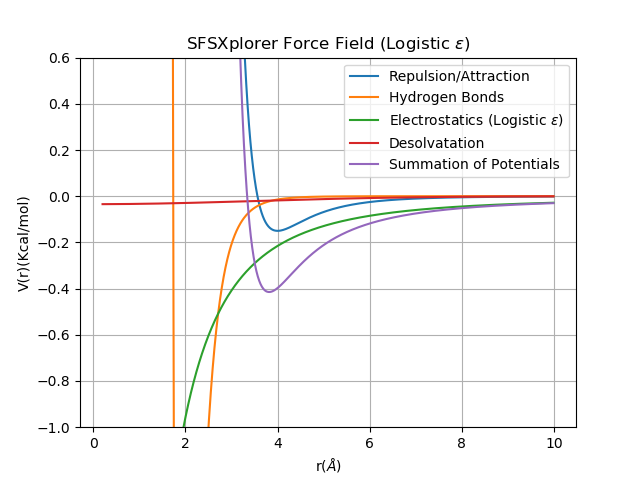 SFSXplorer Force Field (Logistic ε)
Repulsion/Attraction
Hydrogen Bonds
Electrostatics (Logistic ε)
Desolvatation
Summation of Potentials
V(r)(Kcal/mol)
0.6
0.4
0.2
0.0
−0.2
−0.4
−0.6
−0.8
−1.0
0 2 4 6 8 10
r(Å)